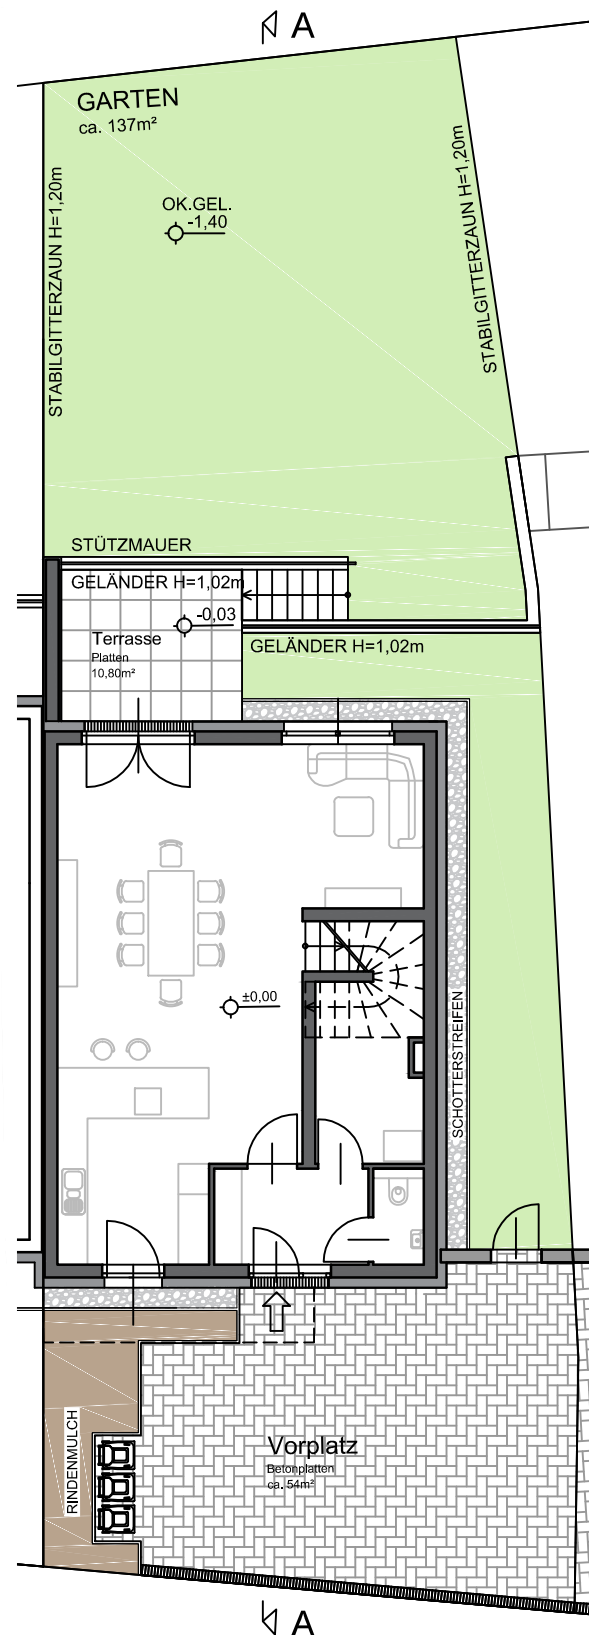 A
GARTEN
ca. 137m²
STABILGITTERZAUN H=1,20m
STABILGITTERZAUN H=1,20m
OK.GEL.
-1,40
STÜTZMAUER
GELÄNDER H=1,02m
-0,03
Terrasse
Platten
10,80m²
GELÄNDER H=1,02m
±0,00
SCHOTTERSTREIFEN
RINDENMULCH
Vorplatz
Betonplatten
ca. 54m²
A